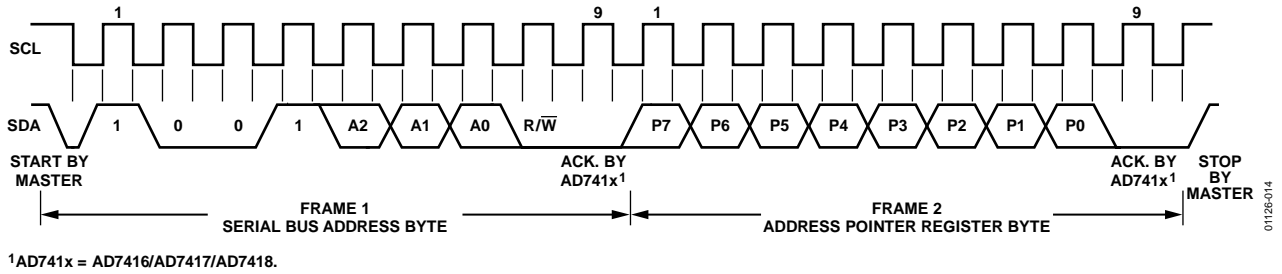 1 9 1 9
SCL
SDA 1 0 0 1 A2 A1 A0 R/W̅ P7 P6 P5 P4 P3 P2 P1 P0
START BY MASTER
ACK. BY AD741x1
ACK. BY AD741x1
STOP BY MASTER
FRAME 1
SERIAL BUS ADDRESS BYTE
FRAME 2
ADDRESS POINTER REGISTER BYTE
01126-014
1AD741x = AD7416/AD7417/AD7418.